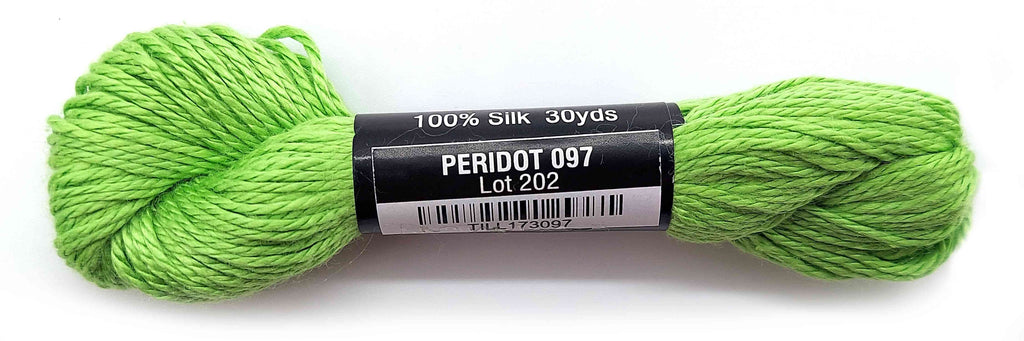 100% Silk 30yds
PERIDOT 097
Lot 202
TILL173097